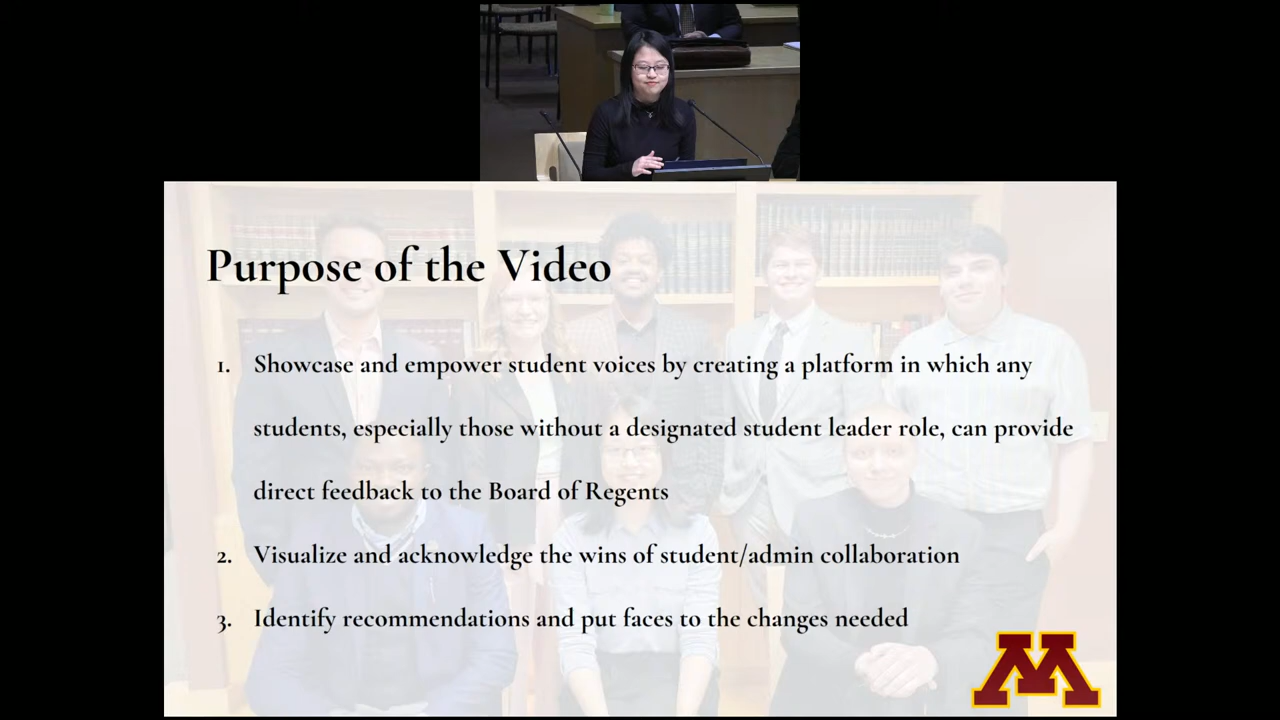 Purpose of the Video
1. Showcase and empower student voices by creating a platform in which any
students, especially those without a designated student leader role, can provide
direct feedback to the Board of Regents
2. Visualize and acknowledge the wins of student/admin collaboration
3. Identify recommendations and put faces to the changes needed
M